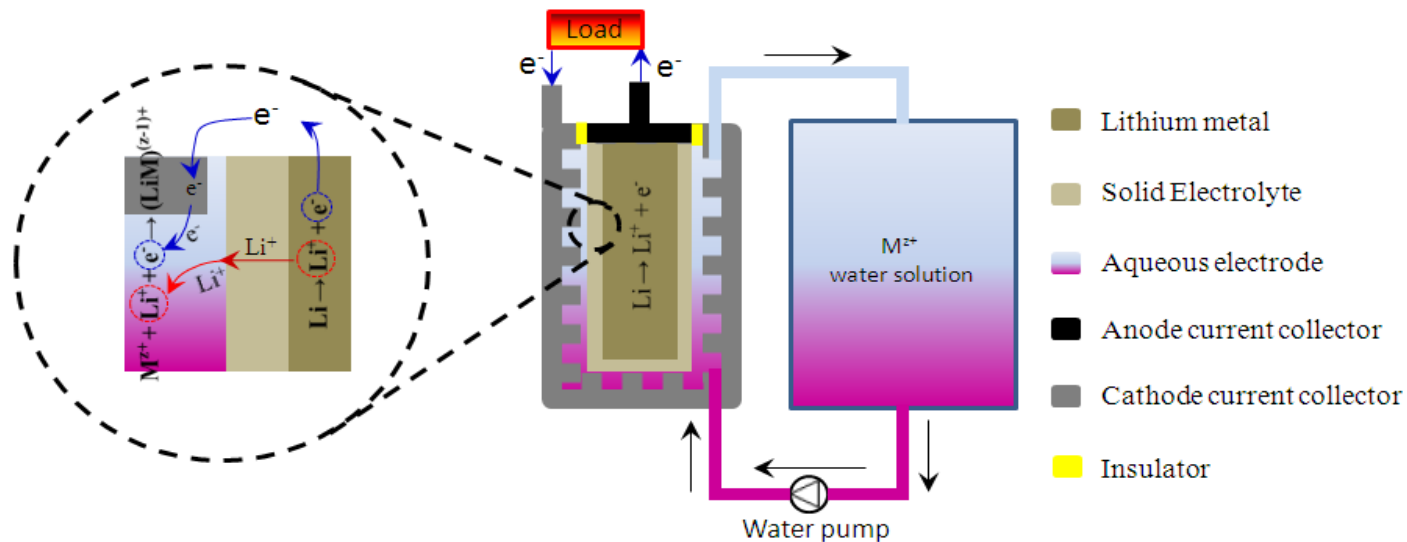 Load
e⁻
e⁻
e⁻
e⁻
e⁻
Li⁺
Li⁺
M^z+ + Li⁺ + e⁻ → (LiM)^(z-1)+
Li → Li⁺ + e⁻
Li → Li⁺ + e⁻
M^z+
water solution
Water pump
Lithium metal
Solid Electrolyte
Aqueous electrode
Anode current collector
Cathode current collector
Insulator